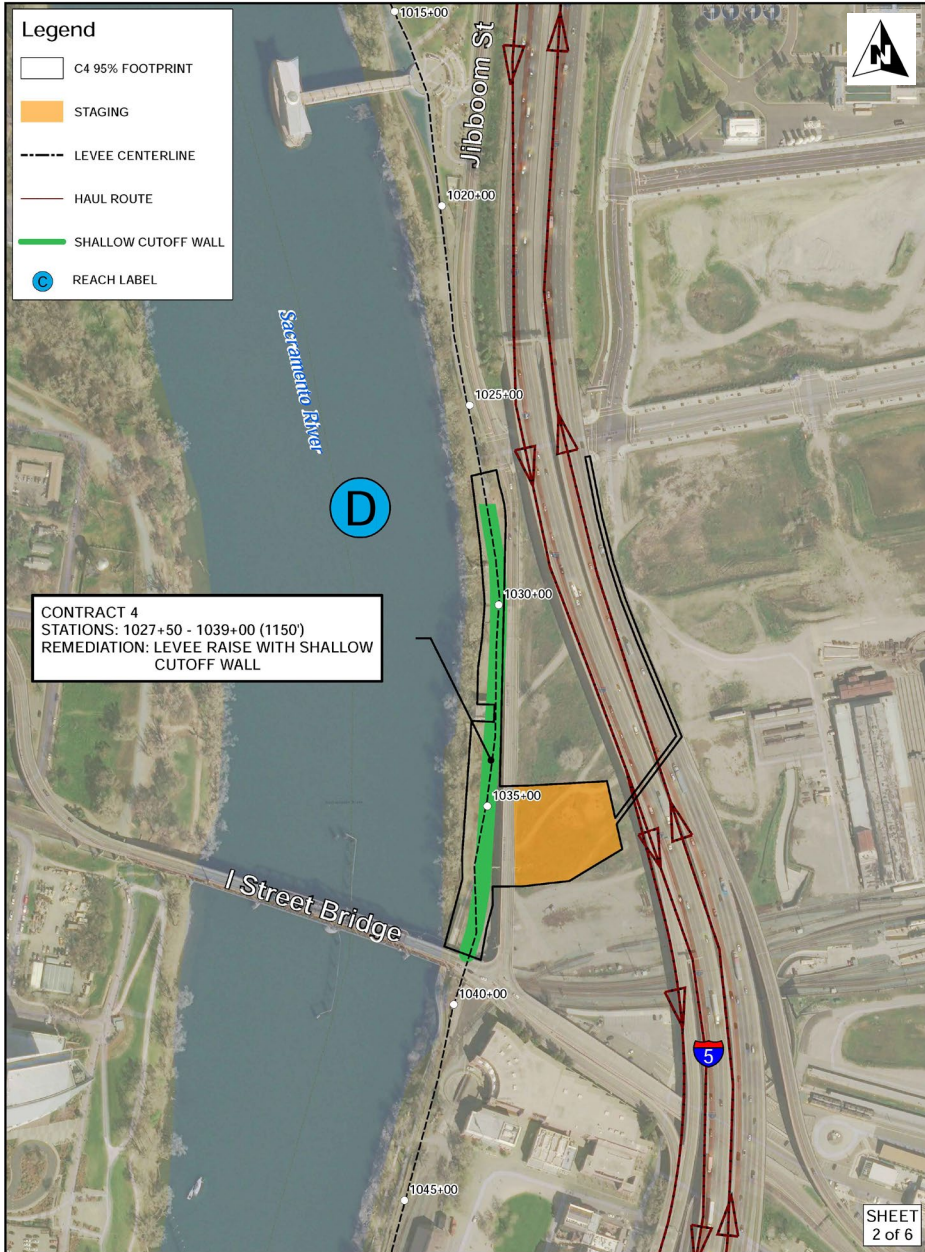 Legend
C4 95% FOOTPRINT
STAGING
LEVEE CENTERLINE
HAUL ROUTE
SHALLOW CUTOFF WALL
C
REACH LABEL
N
Jibboom St
1015+00
1020+00
Sacramento River
1025+00
D
1030+00
CONTRACT 4
STATIONS: 1027+50 - 1039+00 (1150')
REMEDIATION: LEVEE RAISE WITH SHALLOW
CUTOFF WALL
1035+00
I Street Bridge
1040+00
5
1045+00
SHEET
2 of 6